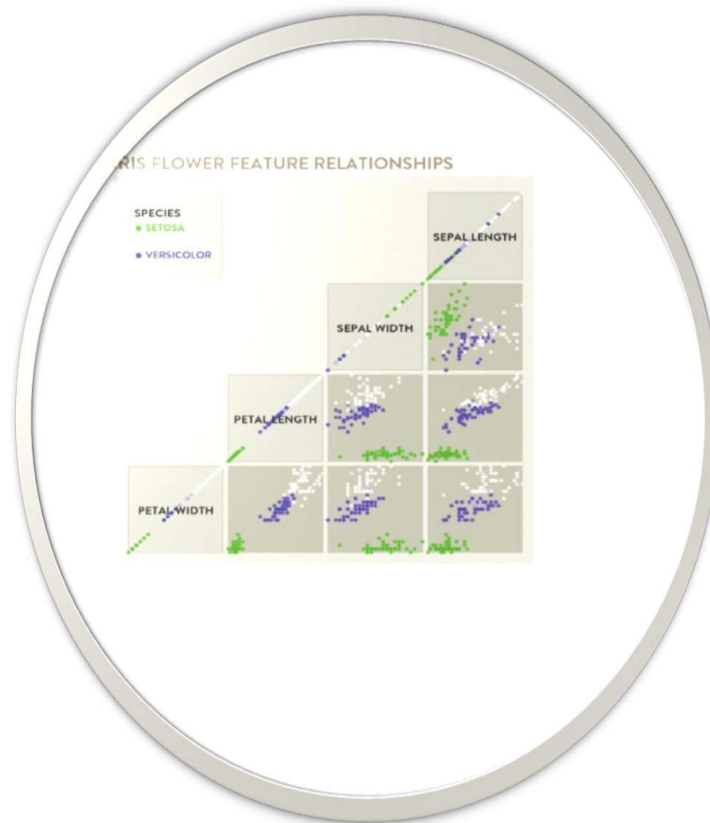 RIS FLOWER FEATURE RELATIONSHIPS
SPECIES
SETOSA
VERSICOLOR
SEPAL LENGTH
SEPAL WIDTH
PETAL LENGTH
PETAL WIDTH